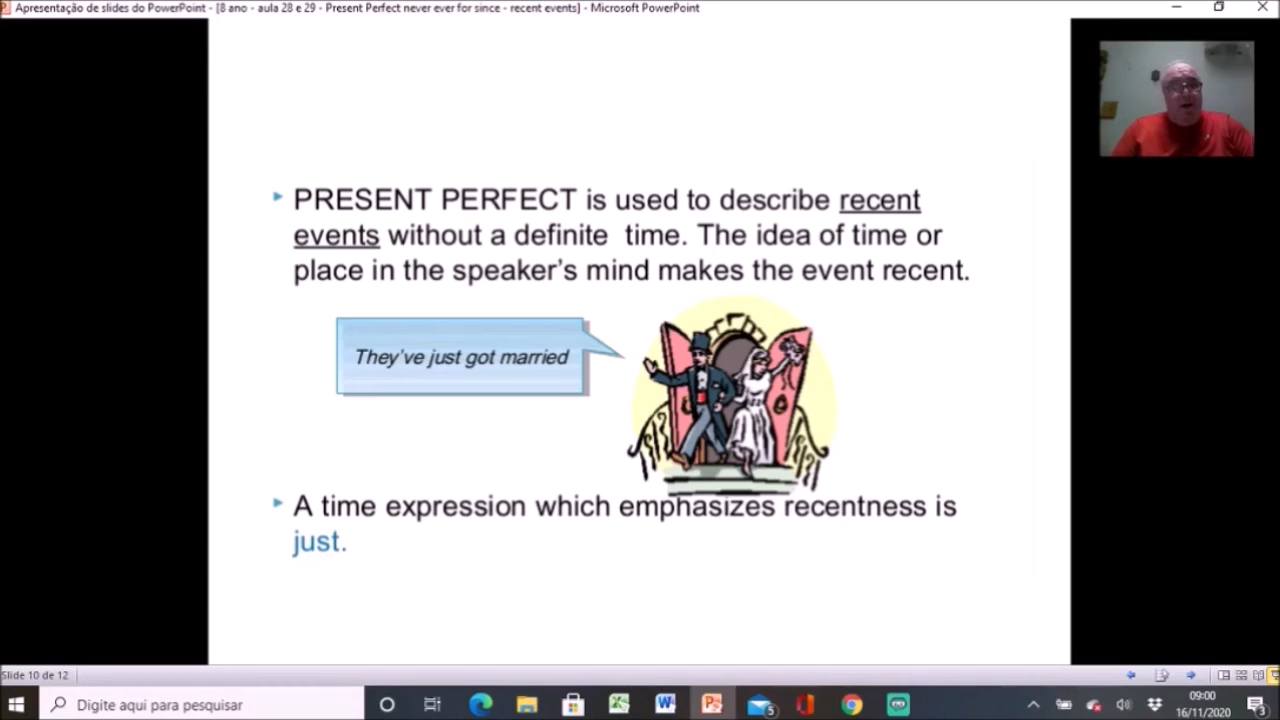 Apresentação de slides do PowerPoint - [8 ano - aula 28 e 29 - Present Perfect never ever for since - recent events] - Microsoft PowerPoint
PRESENT PERFECT is used to describe recent
events without a definite time. The idea of time or
place in the speaker's mind makes the event recent.
They've just got married
A time expression which emphasizes recentness is
just.
Slide 10 de 12
Digite aqui para pesquisar
5
09:00
16/11/2020
3